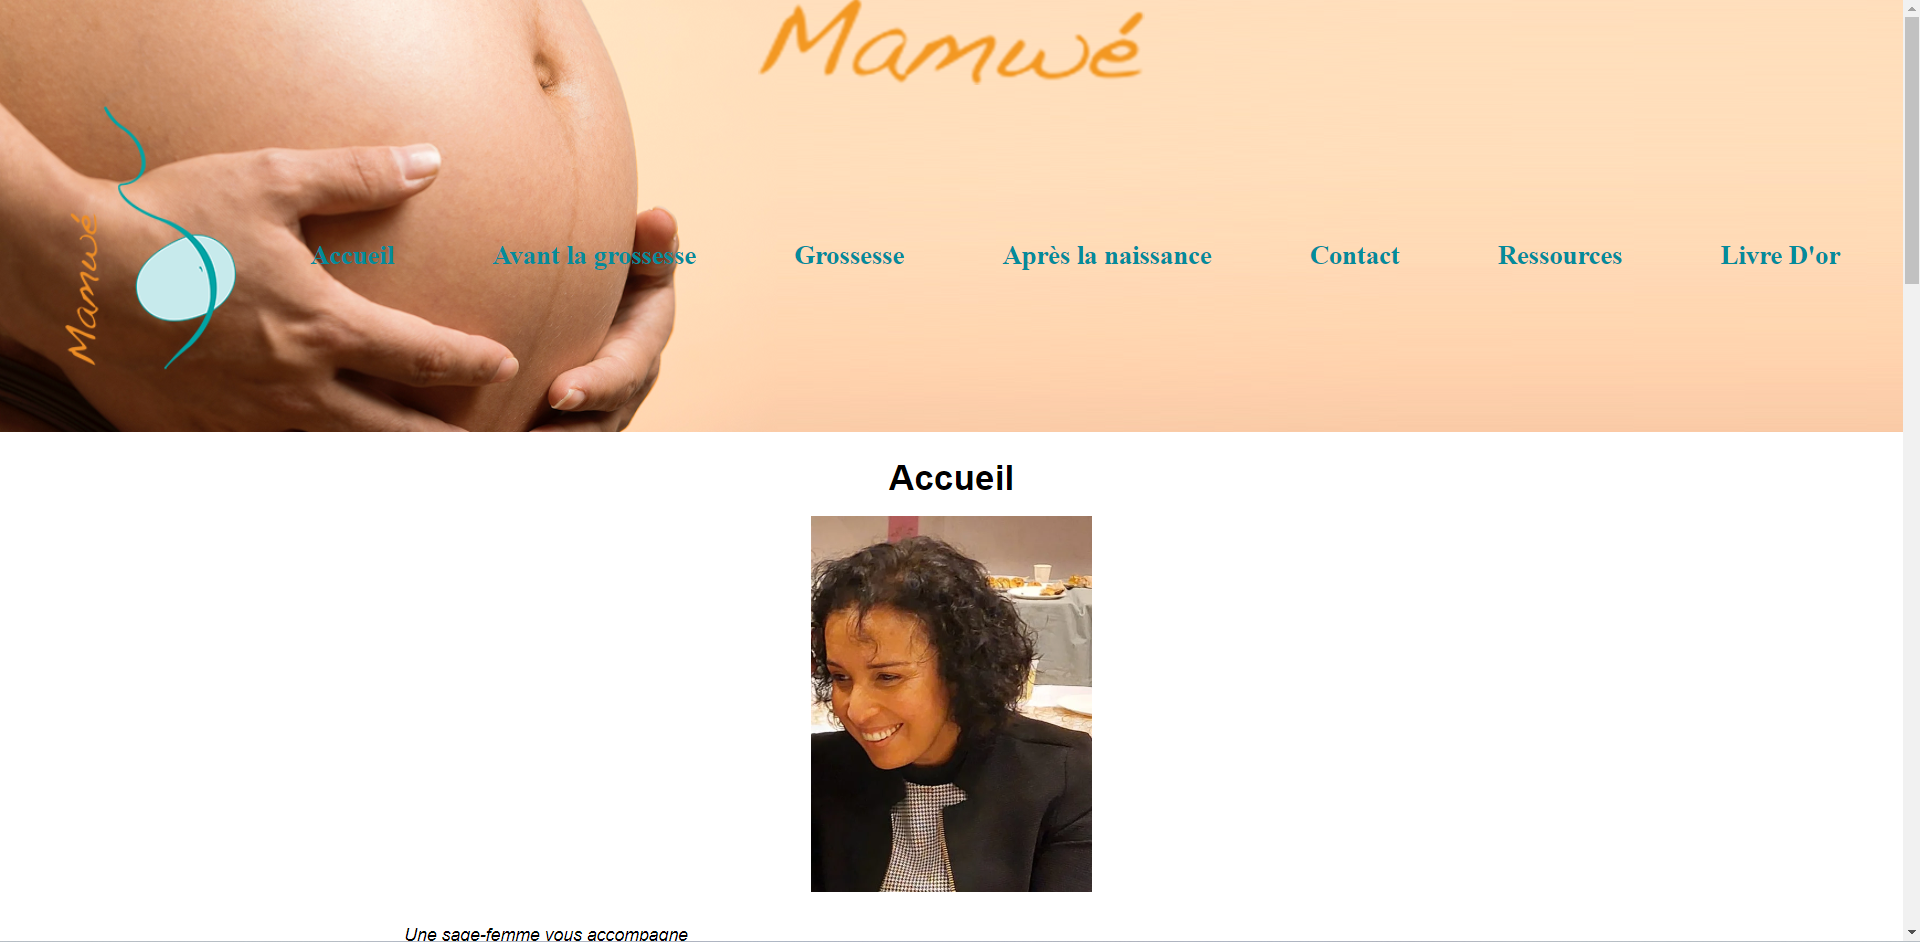 Mamwé
Mamwé
Accueil Avant la grossesse Grossesse Après la naissance Contact Ressources Livre D'or
Accueil
Une sage-femme vous accompagne